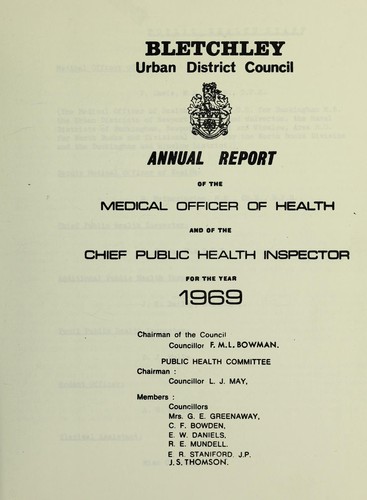 BLETCHLEY
Urban District Council
ANNUAL REPORT
OF THE
MEDICAL OFFICER OF HEALTH
AND OF THE
CHIEF PUBLIC HEALTH INSPECTOR
FOR THE YEAR
1969
Chairman of the Council
Councillor F. M. L. BOWMAN.
PUBLIC HEALTH COMMITTEE
Chairman :
Councillor L. J. MAY,
Members :
Councillors
Mrs. G. E. GREENAWAY,
C. F. BOWDEN,
E. W. DANIELS,
R. E. MUNDELL.
E R. STANIFORD. J.P.
J. S. THOMSON.